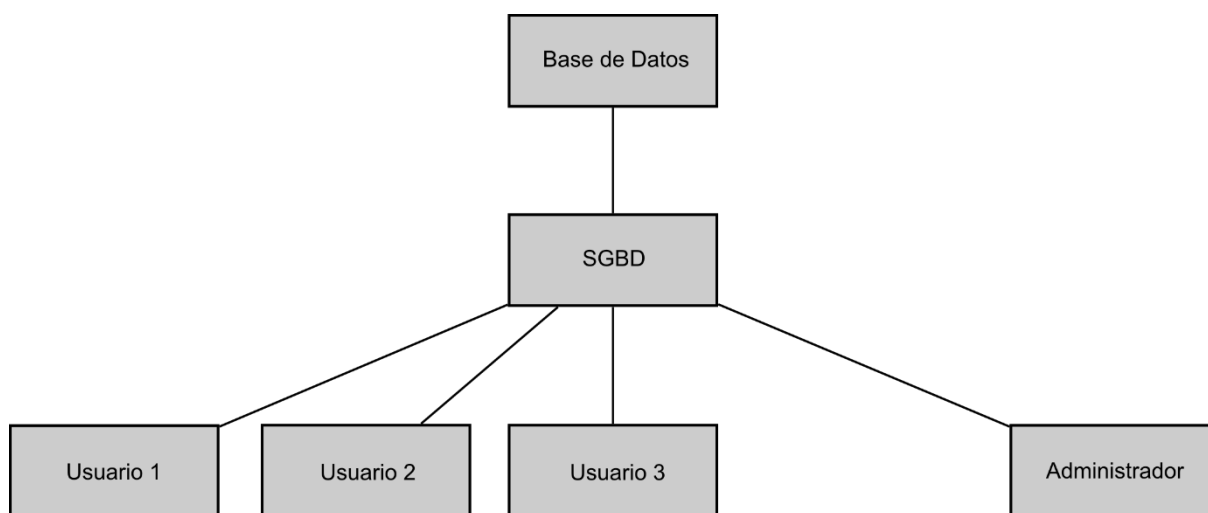 Base de Datos
SGBD
Usuario 1
Usuario 2
Usuario 3
Administrador